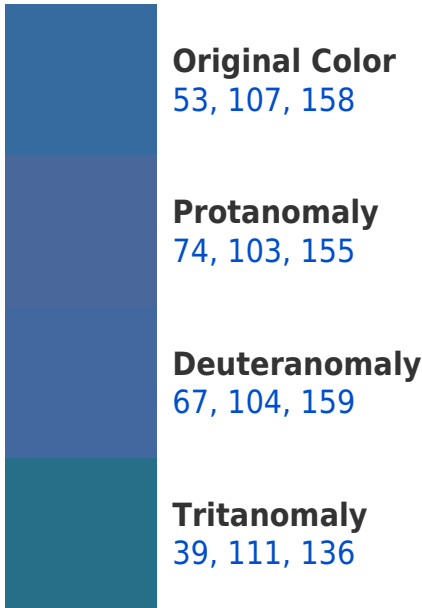 Original Color
53, 107, 158
Protanomaly
74, 103, 155
Deuteranomaly
67, 104, 159
Tritanomaly
39, 111, 136